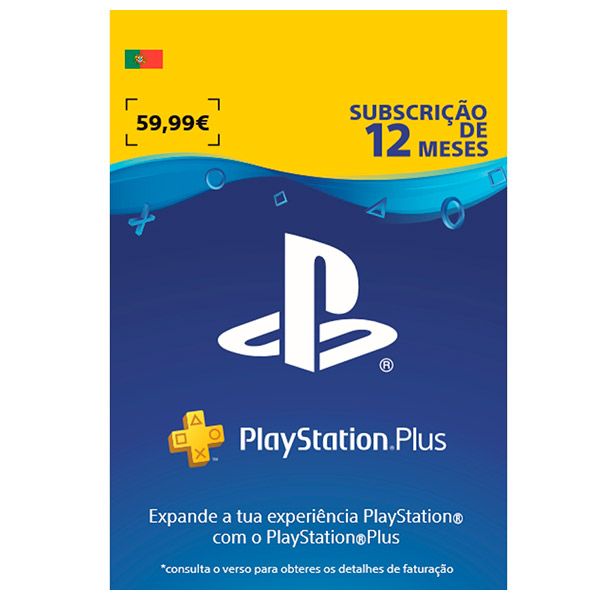 59,99€
SUBSCRIÇÃO
DE
12 MESES
®
PlayStation®Plus
™
Expande a tua experiência PlayStation®
com o PlayStation®Plus
*consulta o verso para obteres os detalhes de faturação